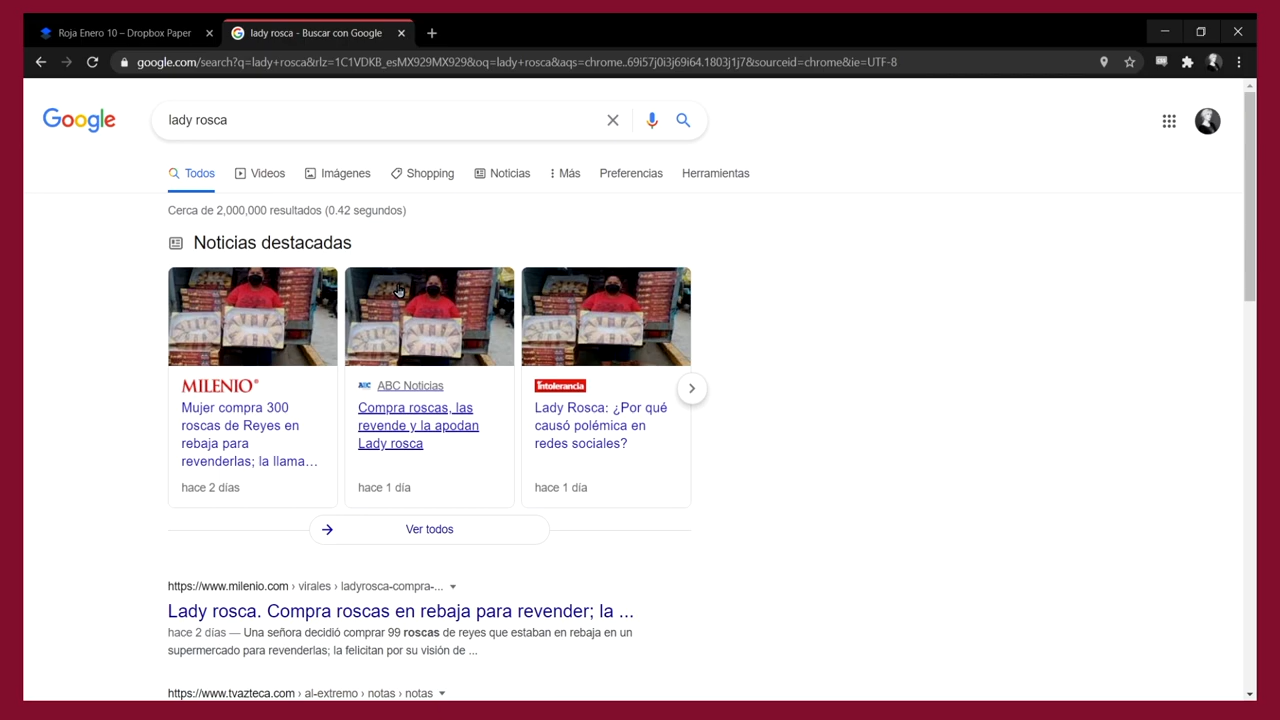 Roja Enero 10 – Dropbox Paper
lady rosca - Buscar con Google
google.com/search?q=lady+rosca&rlz=1C1VDKB_esMX929MX929&oq=lady+rosca&aqs=chrome..69i57j0i3j69i64.1803j1j7&sourceid=chrome&ie=UTF-8
Google
lady rosca
Todos
Videos
Imágenes
Shopping
Noticias
Más
Preferencias
Herramientas
Cerca de 2,000,000 resultados (0.42 segundos)
Noticias destacadas
MILENIO®
Mujer compra 300
roscas de Reyes en
rebaja para
revenderlas; la llama…
hace 2 días
ABC
ABC Noticias
Compra roscas, las
revende y la apodan
Lady rosca
hace 1 día
Intolerancia
Lady Rosca: ¿Por qué
causó polémica en
redes sociales?
hace 1 día
Ver todos
https://www.milenio.com › virales › ladyrosca-compra-...
Lady rosca. Compra roscas en rebaja para revender; la ...
hace 2 días — Una señora decidió comprar 99 roscas de reyes que estaban en rebaja en un
supermercado para revenderlas; la felicitan por su visión de ...
https://www.tvazteca.com › al-extremo › notas › notas